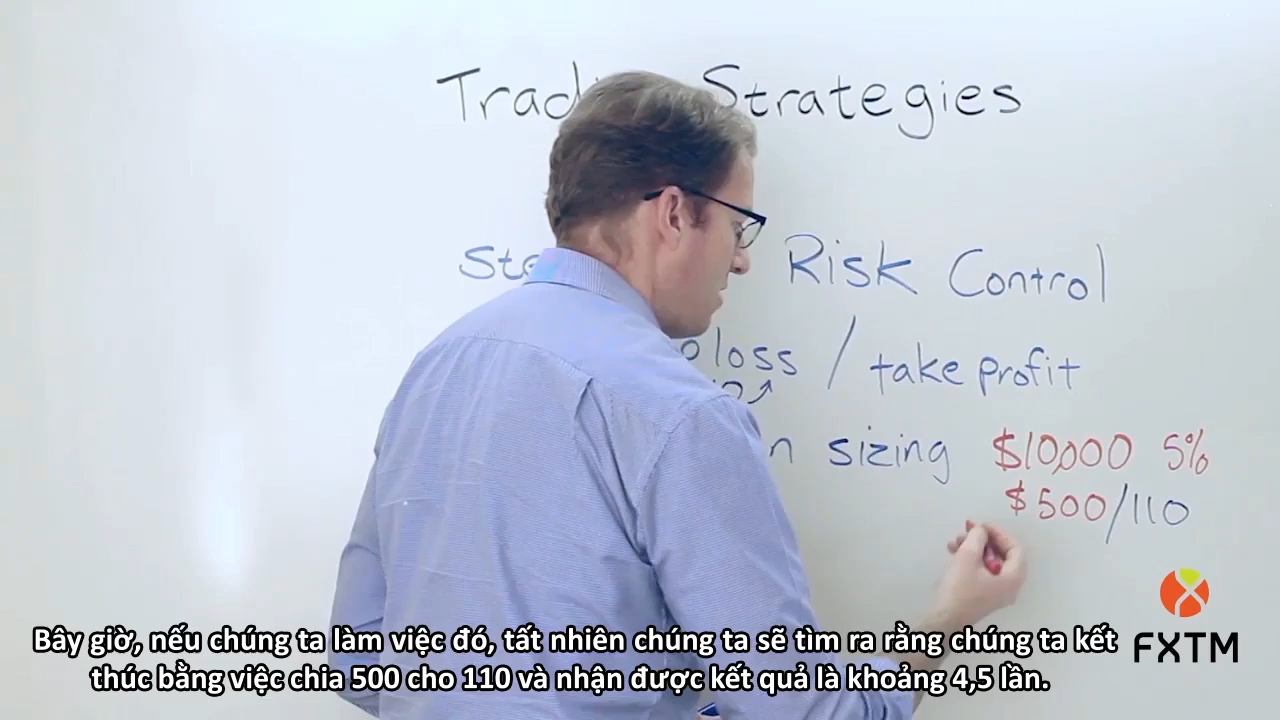 Strategies
Risk Control
loss / take profit
sizing $10,000 5%
$500/110
FXTM
Bây giờ, nếu chúng ta làm việc đó, tất nhiên chúng ta sẽ tìm ra rằng chúng ta kết
thúc bằng việc chia 500 cho 110 và nhận được kết quả là khoảng 4,5 lần.